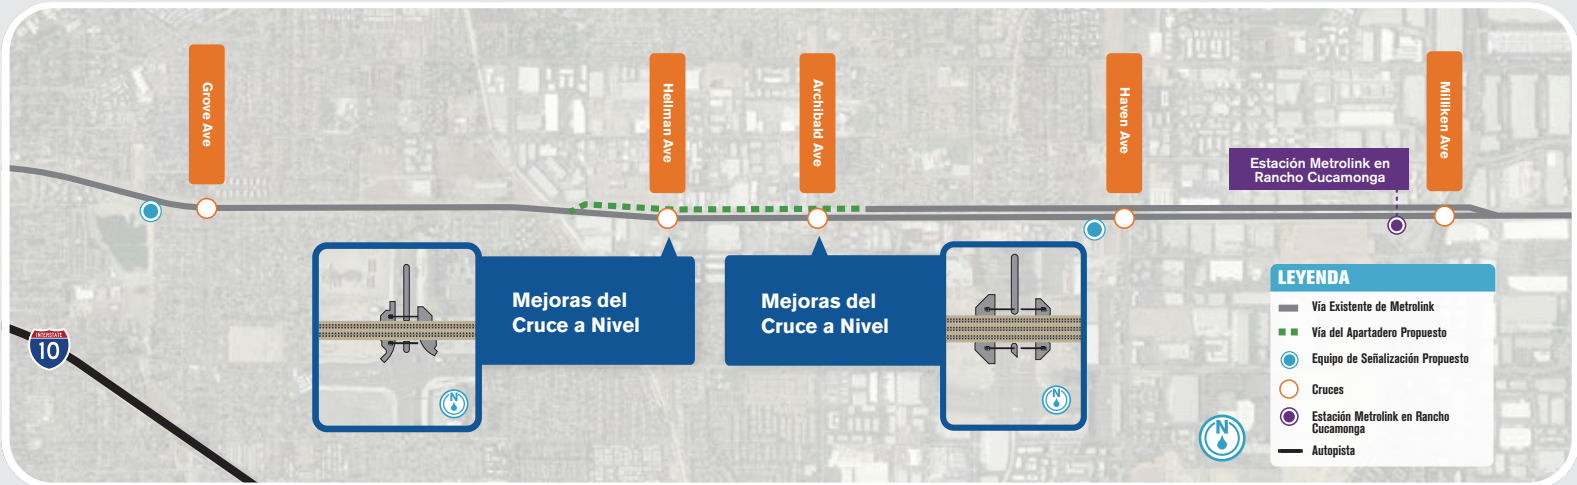 Grove Ave
Hellman Ave
Archibald Ave
Haven Ave
Milliken Ave
Estación Metrolink en
Rancho Cucamonga
INTERSTATE
10
Mejoras del
Cruce a Nivel
N
Mejoras del
Cruce a Nivel
N
N
LEYENDA
Vía Existente de Metrolink
Vía del Apartadero Propuesto
Equipo de Señalización Propuesto
Cruces
Estación Metrolink en Rancho
Cucamonga
Autopista